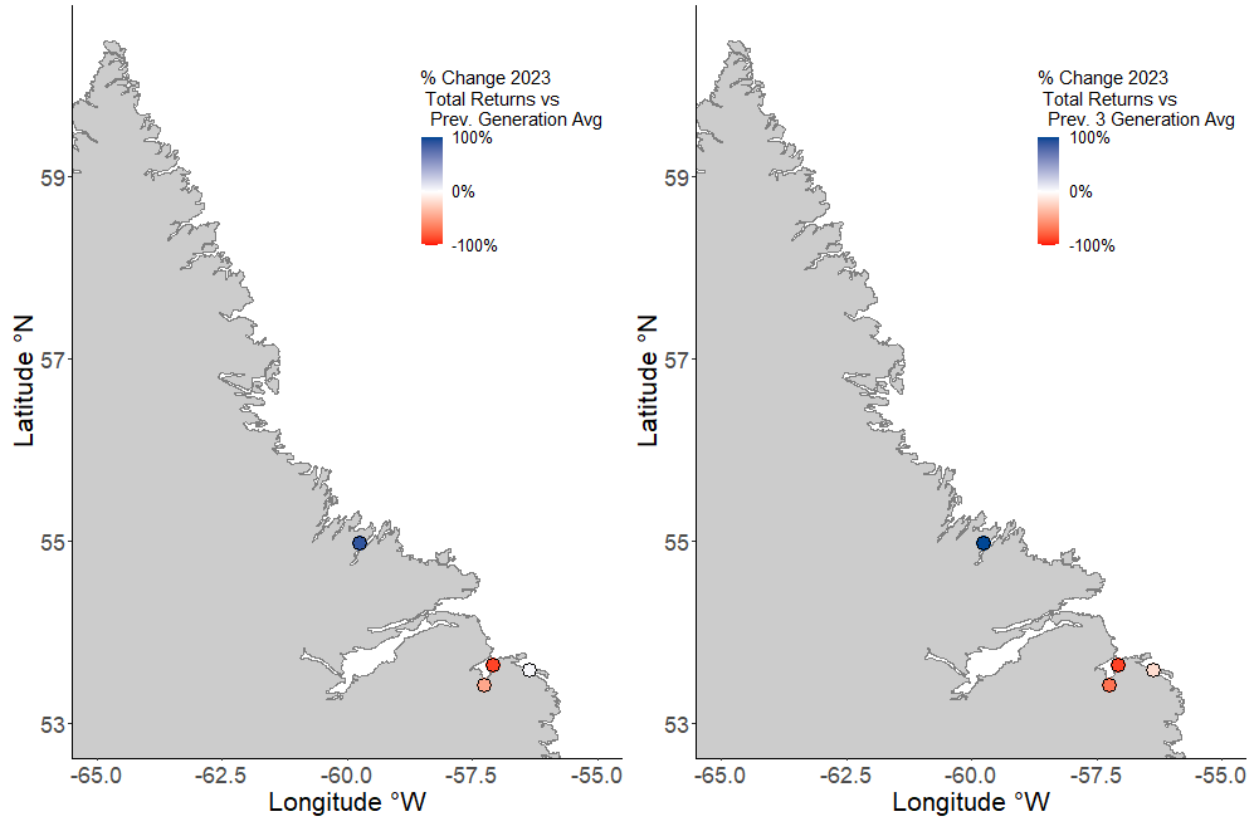 % Change 2023
Total Returns vs
Prev. Generation Avg
100%
0%
-100%
59
57
55
53
Latitude °N
-65.0 -62.5 -60.0 -57.5 -55.0
Longitude °W
% Change 2023
Total Returns vs
Prev. 3 Generation Avg
100%
0%
-100%
59
57
55
53
Latitude °N
-65.0 -62.5 -60.0 -57.5 -55.0
Longitude °W